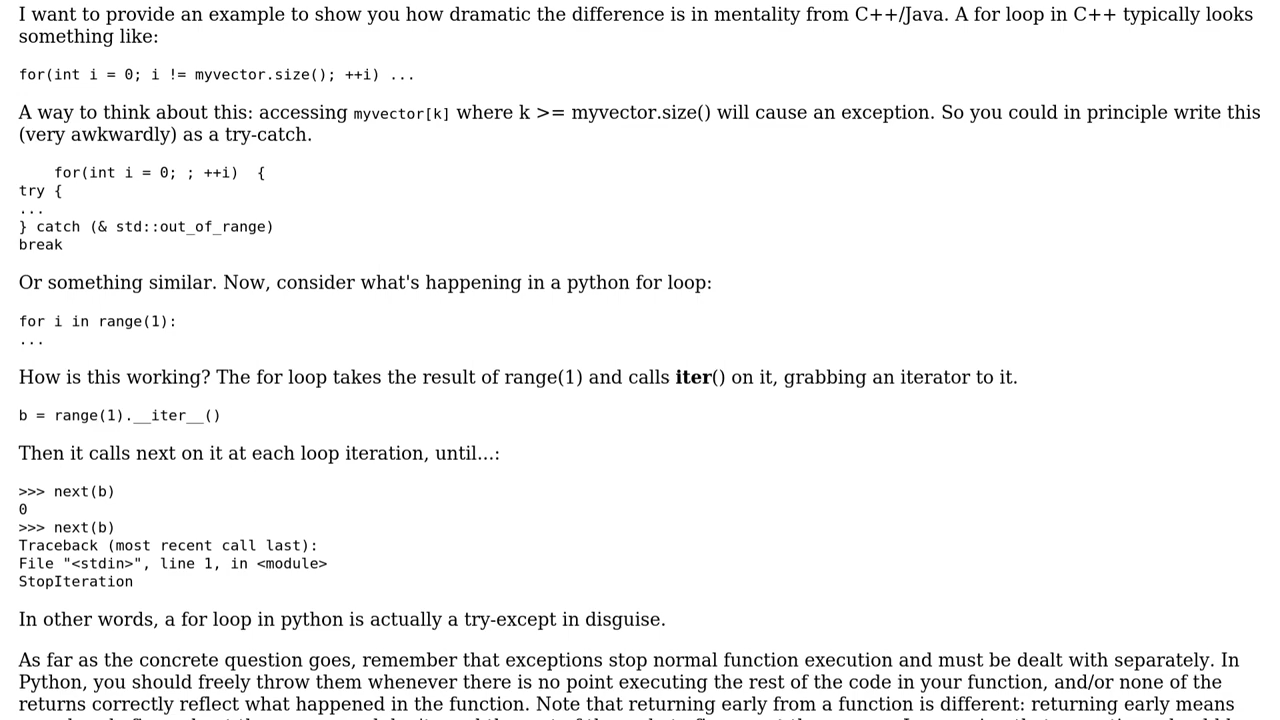 I want to provide an example to show you how dramatic the difference is in mentality from C++/Java. A for loop in C++ typically looks
something like:
for(int i = 0; i != myvector.size(); ++i) ...
A way to think about this: accessing myvector[k] where k >= myvector.size() will cause an exception. So you could in principle write this
(very awkwardly) as a try-catch.
    for(int i = 0; ; ++i)  {
try {
...
} catch (& std::out_of_range)
break
Or something similar. Now, consider what's happening in a python for loop:
for i in range(1):
...
How is this working? The for loop takes the result of range(1) and calls iter() on it, grabbing an iterator to it.
b = range(1).__iter__()
Then it calls next on it at each loop iteration, until...:
>>> next(b)
0
>>> next(b)
Traceback (most recent call last):
File "<stdin>", line 1, in <module>
StopIteration
In other words, a for loop in python is actually a try-except in disguise.
As far as the concrete question goes, remember that exceptions stop normal function execution and must be dealt with separately. In
Python, you should freely throw them whenever there is no point executing the rest of the code in your function, and/or none of the
returns correctly reflect what happened in the function. Note that returning early from a function is different: returning early means